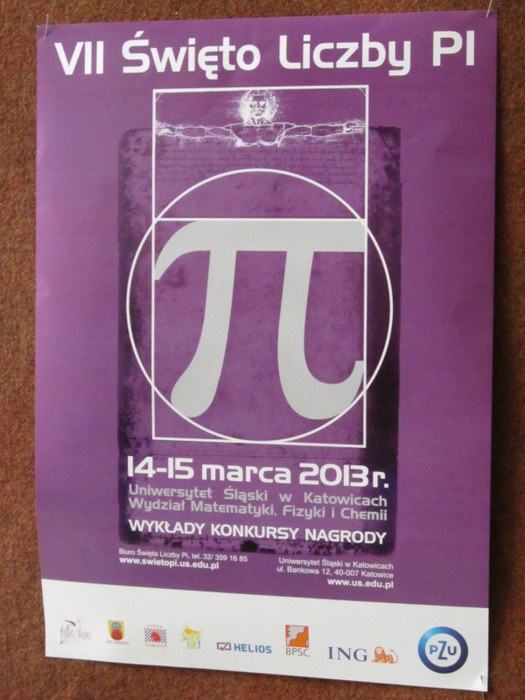 VII Święto Liczby PI
π
14-15 marca 2013 r.
Uniwersytet Śląski w Katowicach
Wydział Matematyki, Fizyki i Chemii
WYKŁADY KONKURSY NAGRODY
Biuro Święta Liczby Pi, tel. 32/ 359 16 85
www.swietopi.us.edu.pl
Uniwersytet Śląski w Katowicach
ul. Bankowa 12, 40-007 Katowice
www.us.edu.pl
HELIOS
BPSC
ING
PZU